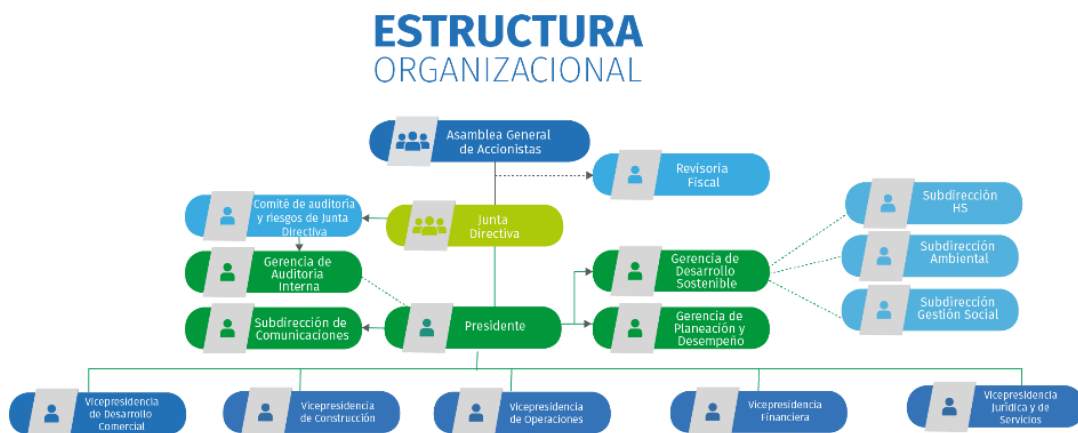 ESTRUCTURA
ORGANIZACIONAL
Asamblea General
de Accionistas
Revisoría
Fiscal
Comité de auditoría
y riesgos de Junta
Directiva
Junta
Directiva
Subdirección
HS
Gerencia de
Auditoria
Interna
Gerencia de
Desarrollo
Sostenible
Subdirección
Ambiental
Subdirección de
Comunicaciones
Presidente
Gerencia de
Planeación y
Desempeño
Subdirección
Gestión Social
Vicepresidencia
de Desarrollo
Comercial
Vicepresidencia
de Construcción
Vicepresidencia
de Operaciones
Vicepresidencia
Financiera
Vicepresidencia
Jurídica y de
Servicios